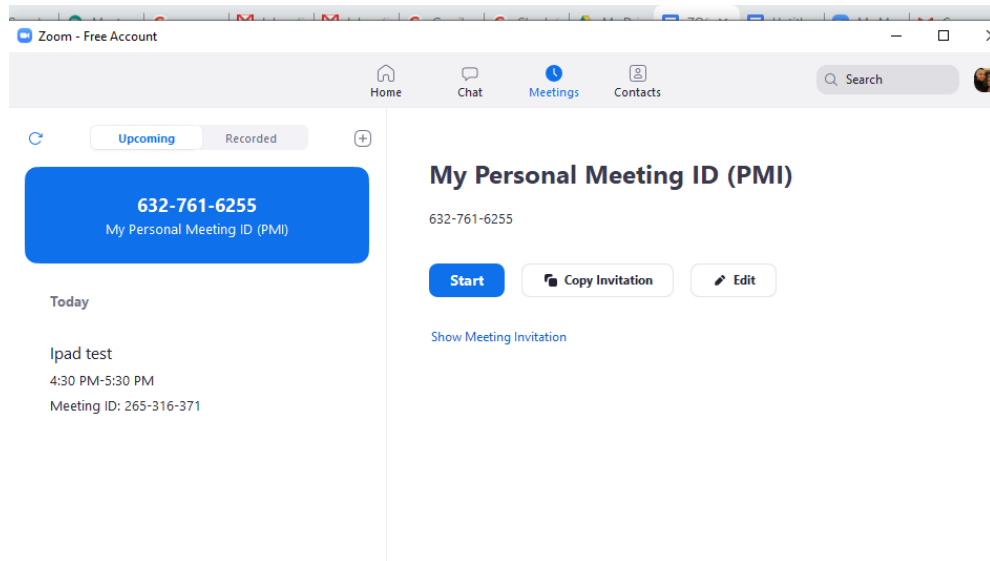 Zoom - Free Account
Home
Chat
Meetings
Contacts
Search
Upcoming
Recorded
632-761-6255
My Personal Meeting ID (PMI)
Today
Ipad test
4:30 PM-5:30 PM
Meeting ID: 265-316-371
My Personal Meeting ID (PMI)
632-761-6255
Start
Copy Invitation
Edit
Show Meeting Invitation